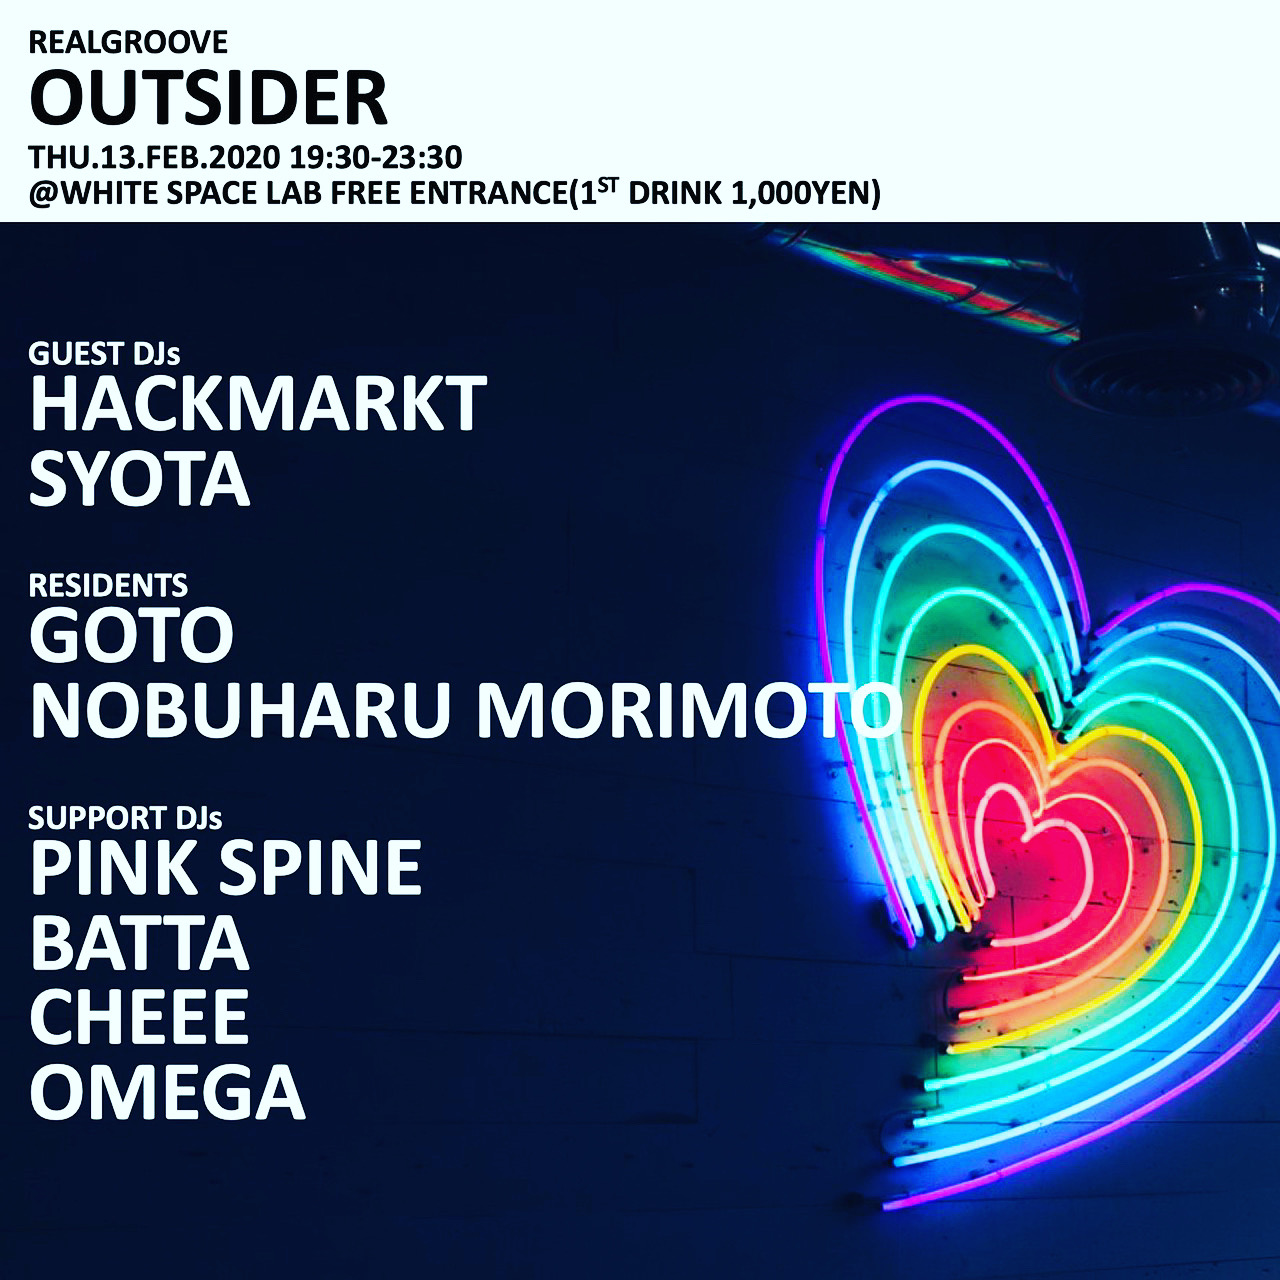 REALGROOVE
OUTSIDER
THU.13.FEB.2020 19:30-23:30
@WHITE SPACE LAB FREE ENTRANCE(1ST DRINK 1,000YEN)
GUEST DJs
HACKMARKT
SYOTA
RESIDENTS
GOTO
NOBUHARU MORIMOTO
SUPPORT DJs
PINK SPINE
BATTA
CHEEE
OMEGA